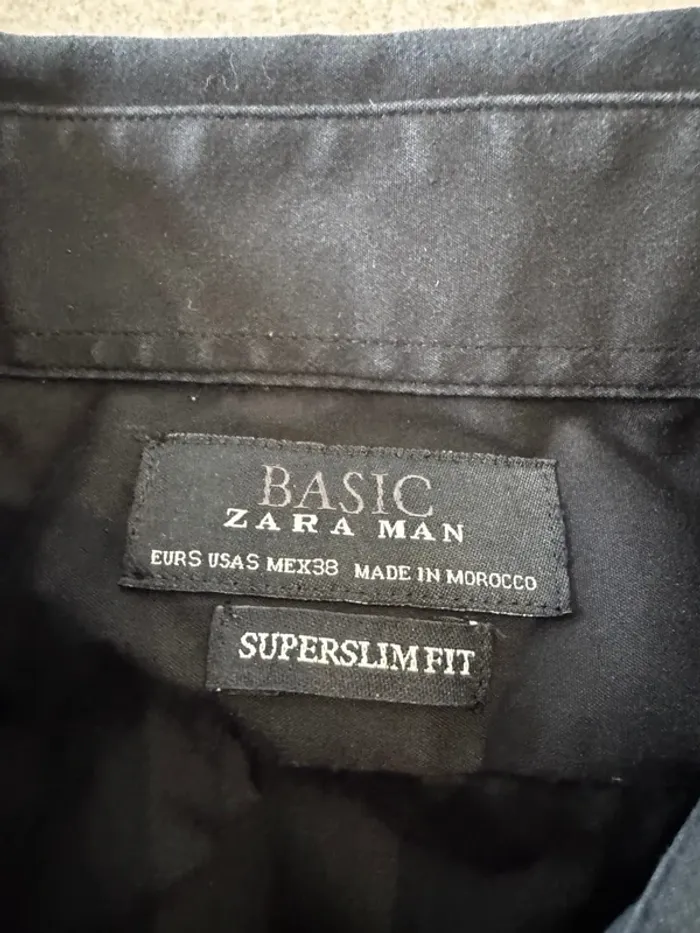 BASIC
ZARA MAN
EURS USAS MEX38 MADE IN MOROCCO
SUPERSLIM FIT